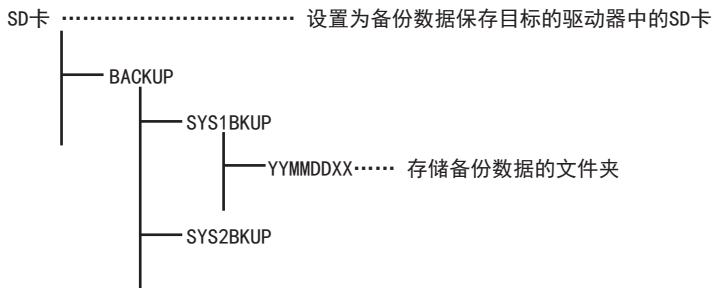 SD卡 …………………………… 设置为备份数据保存目标的驱动器中的SD卡
BACKUP
SYS1BKUP
YYMMDDXX…… 存储备份数据的文件夹
SYS2BKUP